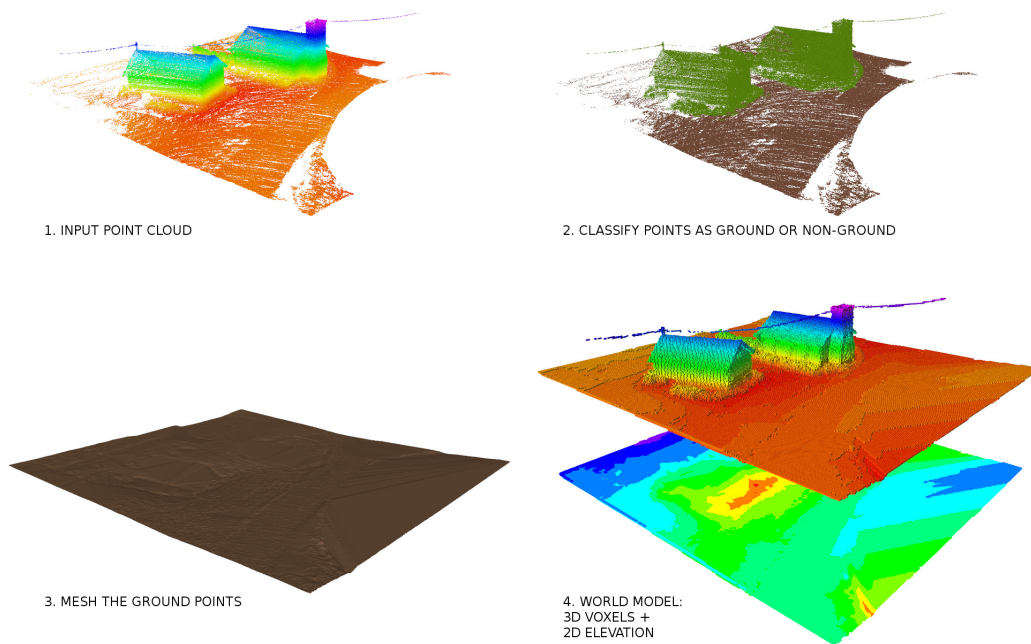 1. INPUT POINT CLOUD
2. CLASSIFY POINTS AS GROUND OR NON-GROUND
3. MESH THE GROUND POINTS
4. WORLD MODEL:
3D VOXELS +
2D ELEVATION